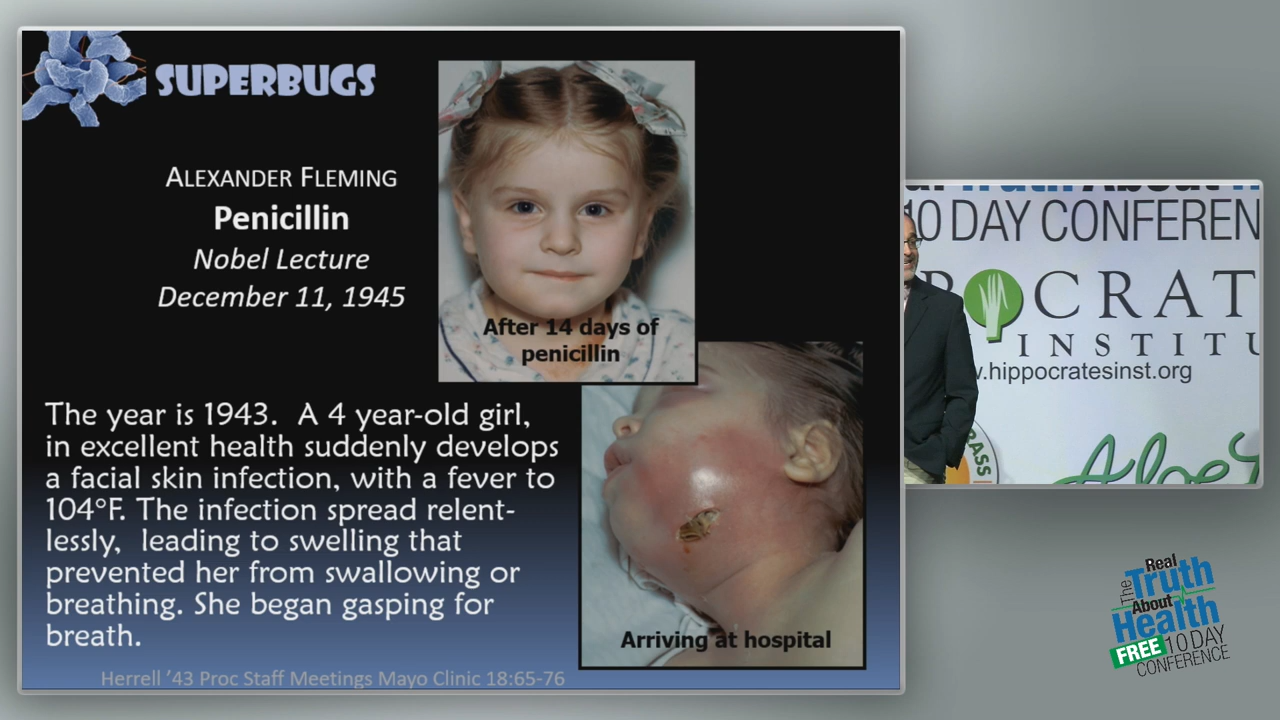 SUPERBUGS
ALEXANDER FLEMING
Penicillin
Nobel Lecture
December 11, 1945
After 14 days of
penicillin
The year is 1943. A 4 year-old girl,
in excellent health suddenly develops
a facial skin infection, with a fever to
104°F. The infection spread relent-
lessly, leading to swelling that
prevented her from swallowing or
breathing. She began gasping for
breath.
Arriving at hospital
Herrell ’43 Proc Staff Meetings Mayo Clinic 18:65-76
Truth About
10 DAY CONFEREN
CRAT
INSTITU
.hippocratesinst.org
ASS
Aloe
The
Real
Truth
About
Health
FREE 10 DAY
CONFERENCE